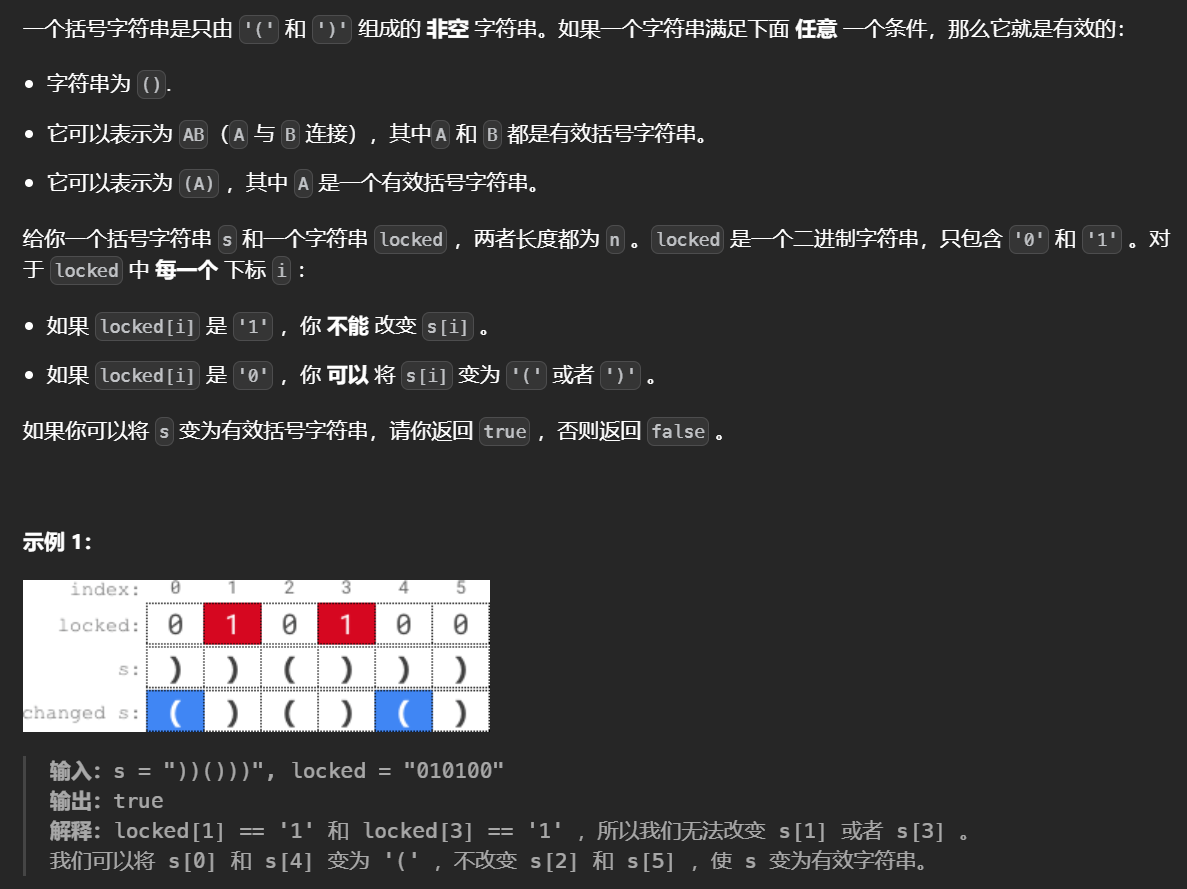 一个括号字符串是只由 '(' 和 ')' 组成的 非空 字符串。如果一个字符串满足下面 任意 一个条件，那么它就是有效的：
• 字符串为 ().
• 它可以表示为 AB（A 与 B 连接），其中A 和 B 都是有效括号字符串。
• 它可以表示为 (A) ，其中 A 是一个有效括号字符串。
给你一个括号字符串 s 和一个字符串 locked ，两者长度都为 n 。locked 是一个二进制字符串，只包含 '0' 和 '1' 。对
于 locked 中 每一个 下标 i ：
• 如果 locked[i] 是 '1' ，你 不能 改变 s[i] 。
• 如果 locked[i] 是 '0' ，你 可以 将 s[i] 变为 '(' 或者 ')' 。
如果你可以将 s 变为有效括号字符串，请你返回 true ，否则返回 false 。
示例 1：
index: 0 1 2 3 4 5
locked: 0 1 0 1 0 0
s: ) ) ( ) ) )
changed s: ( ) ( ) ( )
输入：s = "))()))", locked = "010100"
输出：true
解释：locked[1] == '1' 和 locked[3] == '1' ，所以我们无法改变 s[1] 或者 s[3] 。
我们可以将 s[0] 和 s[4] 变为 '(' ，不改变 s[2] 和 s[5] ，使 s 变为有效字符串。